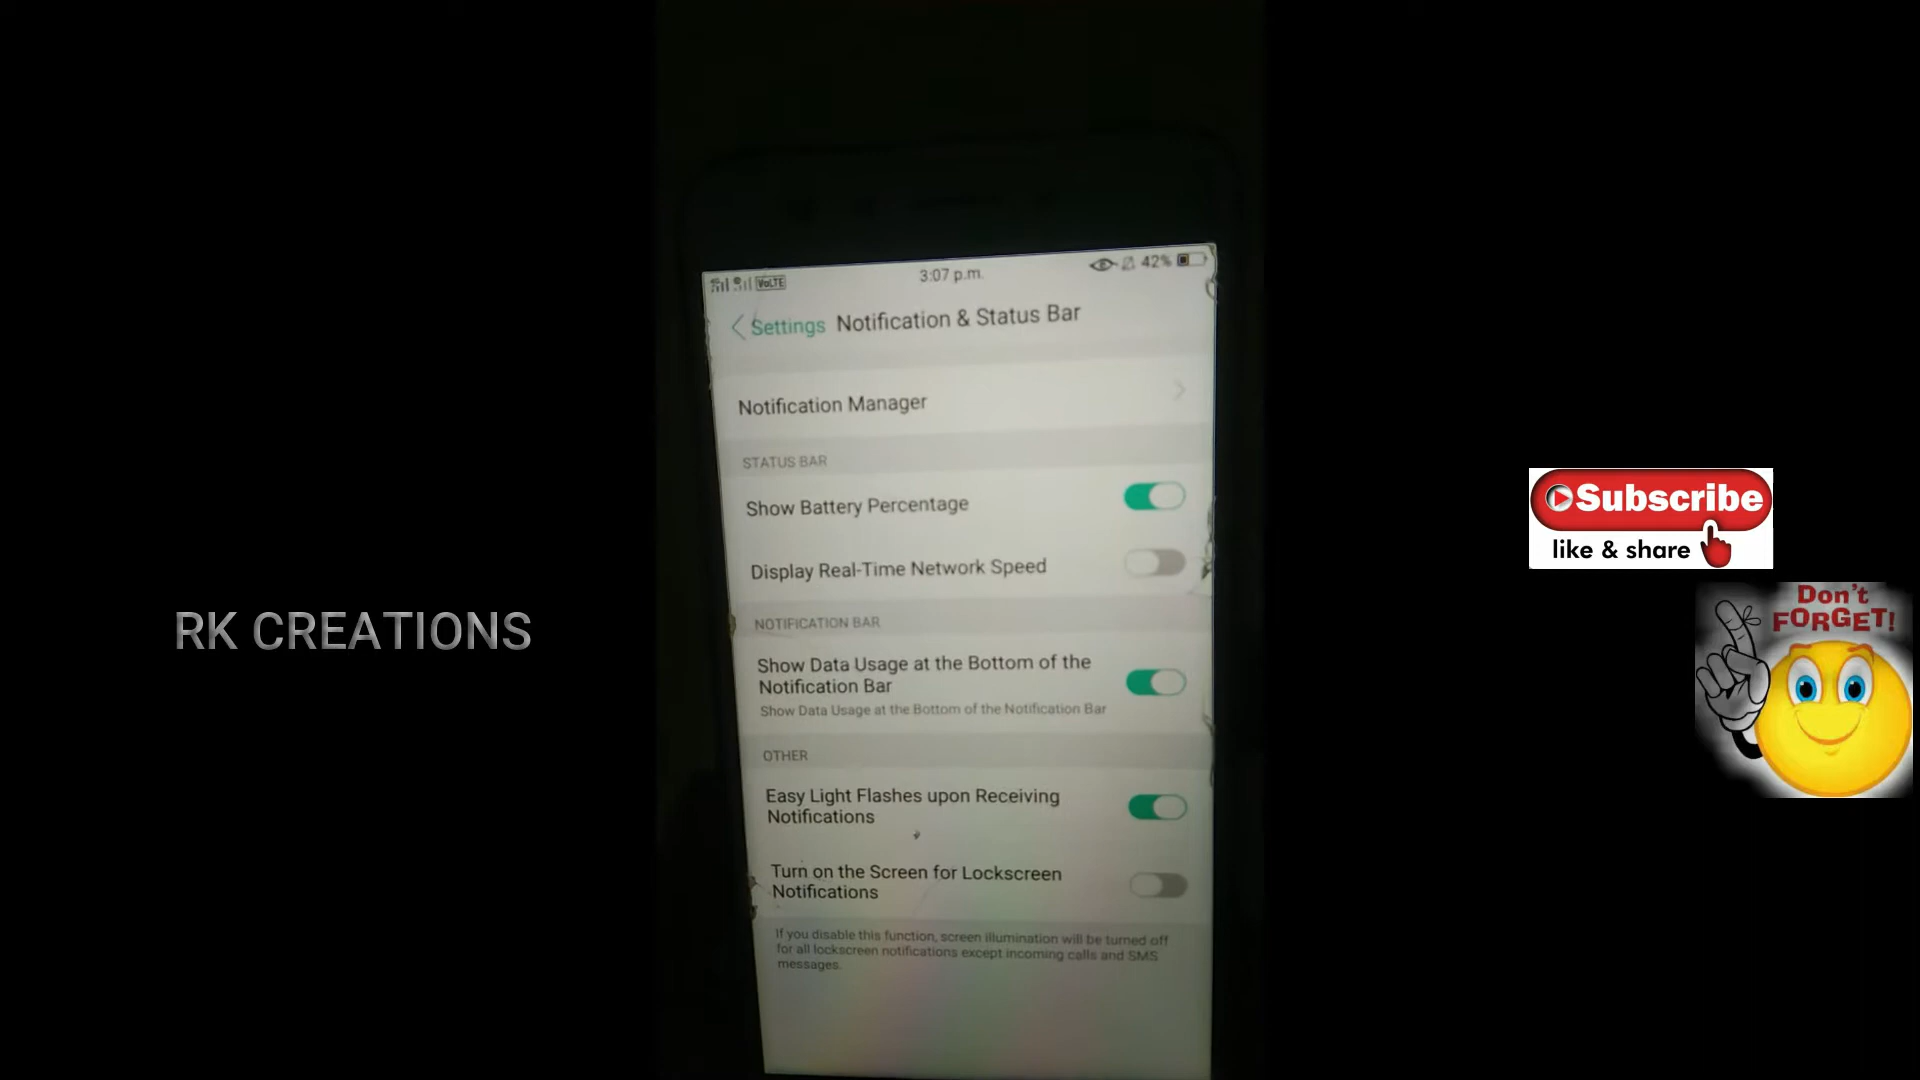 VoLTE
3:07 p.m.
42%
Settings Notification & Status Bar
Notification Manager
STATUS BAR
Show Battery Percentage
Display Real-Time Network Speed
NOTIFICATION BAR
Show Data Usage at the Bottom of the
Notification Bar
Show Data Usage at the Bottom of the Notification Bar
OTHER
Easy Light Flashes upon Receiving
Notifications
Turn on the Screen for Lockscreen
Notifications
If you disable this function, screen illumination will be turned off
for all lockscreen notifications except incoming calls and SMS
messages.
RK CREATIONS
Subscribe
like & share
Don't
FORGET!